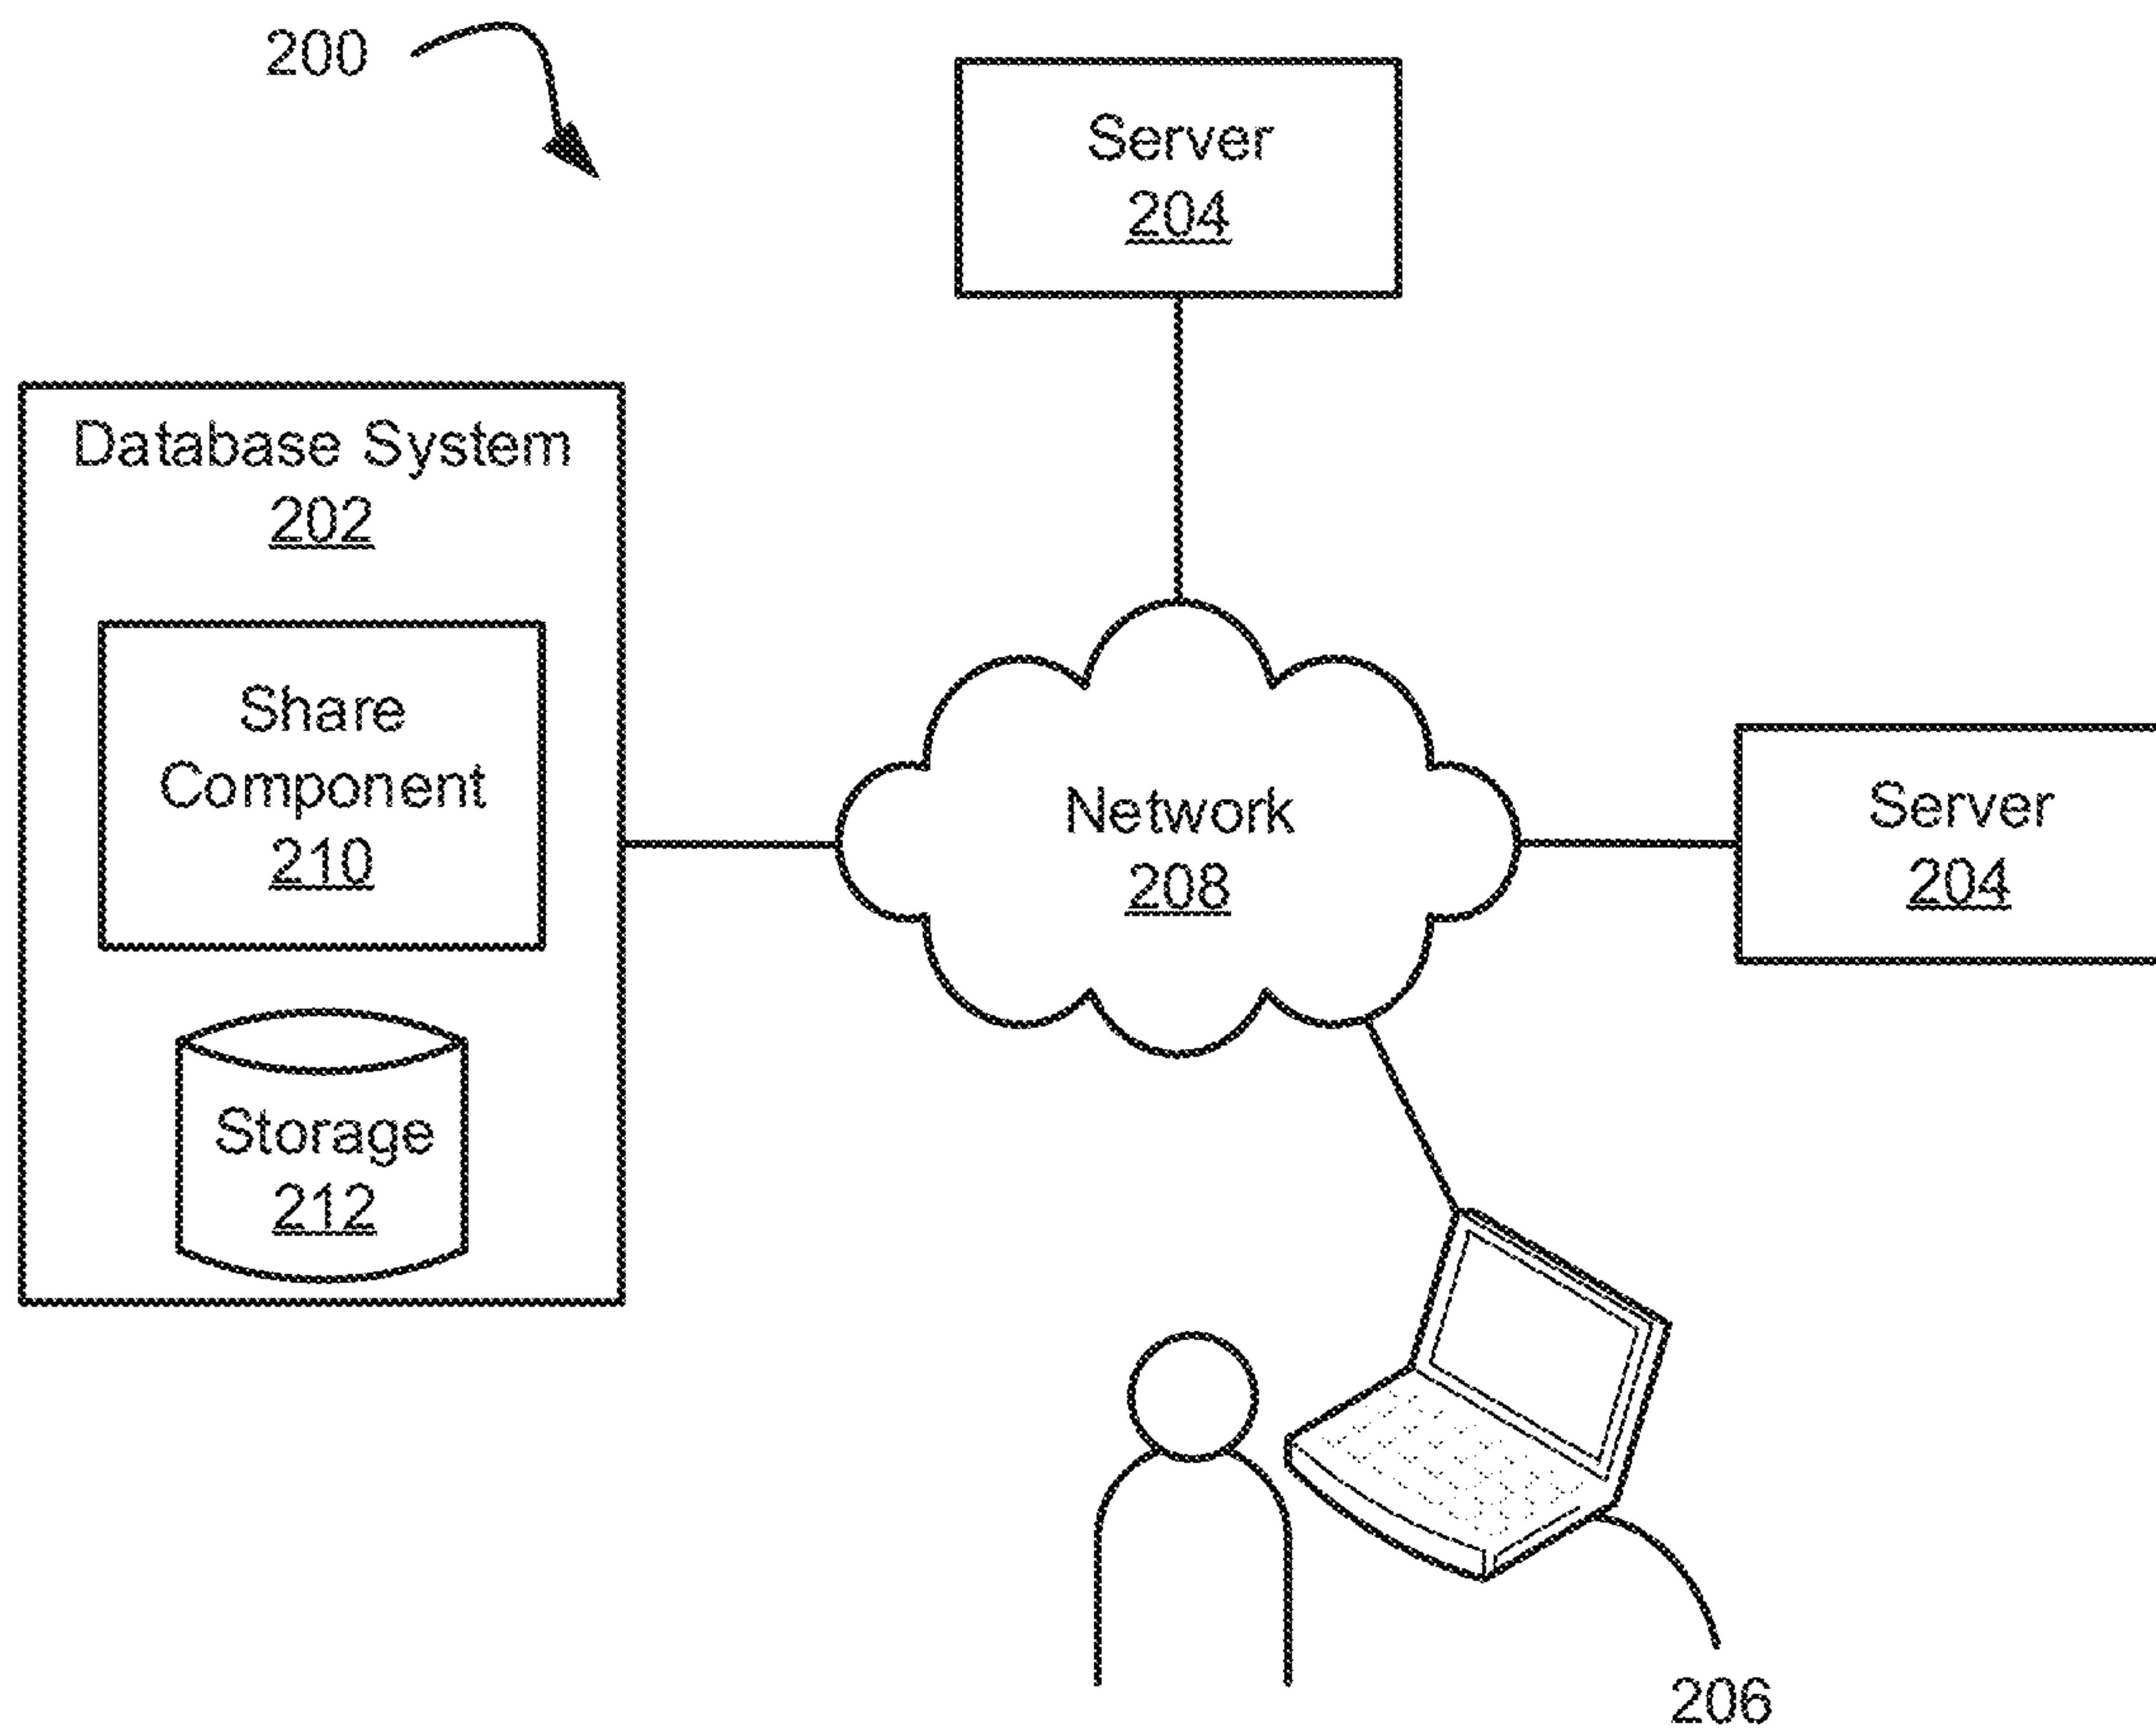 200
Server
204
Database System
202
Share
Component
210
Storage
212
Network
208
Server
204
206